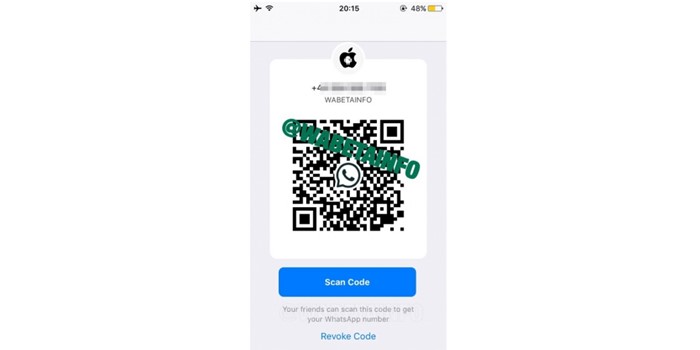 20:15
48%
+4
WABETAINFO
@WABETAINFO
Scan Code
Your friends can scan this code to get
your WhatsApp number
Revoke Code